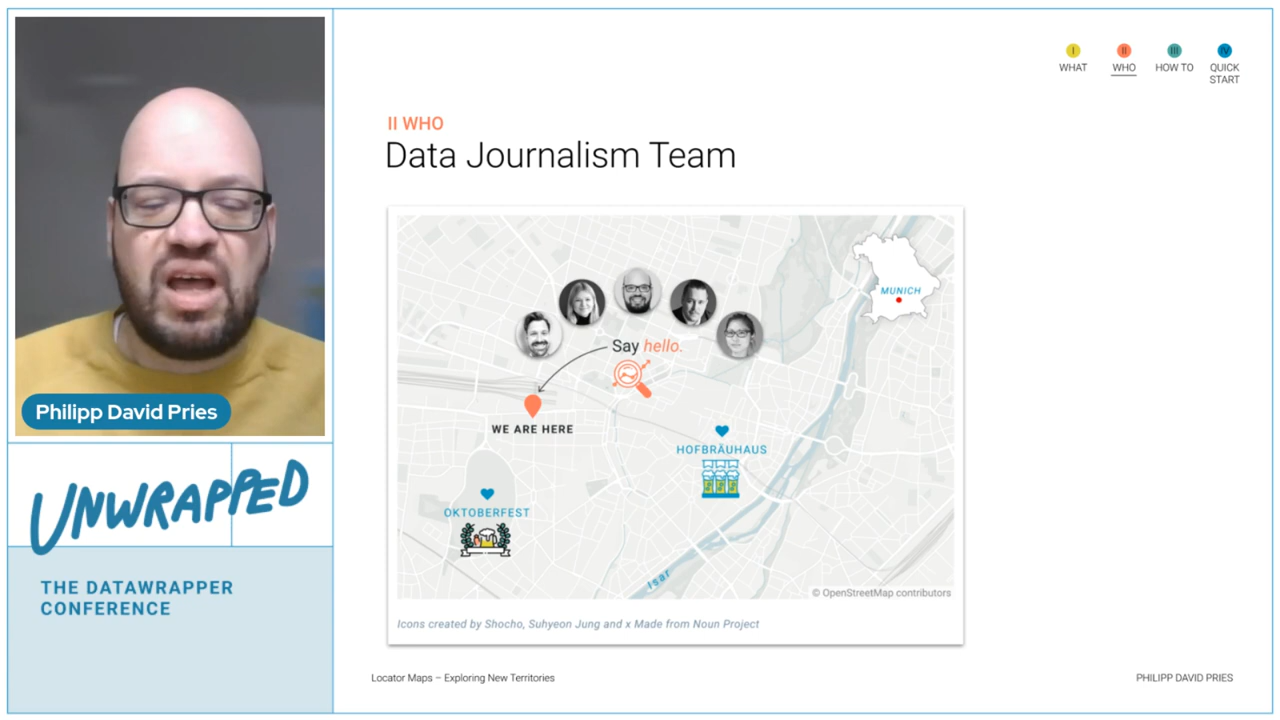 Philipp David Pries
UNWRAPPED
THE DATAWRAPPER
CONFERENCE
I
II
III
IV
WHAT
WHO
HOW TO
QUICK
START
II WHO
Data Journalism Team
MUNICH
Say hello.
WE ARE HERE
HOFBRÄUHAUS
OKTOBERFEST
Isar
© OpenStreetMap contributors
Icons created by Shocho, Suhyeon Jung and x Made from Noun Project
Locator Maps – Exploring New Territories
PHILIPP DAVID PRIES